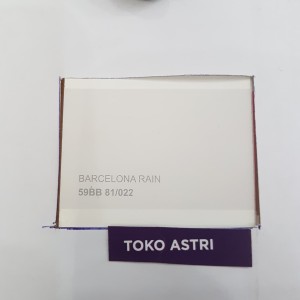 BARCELONA RAIN
59BB 81/022
TOKO ASTRI